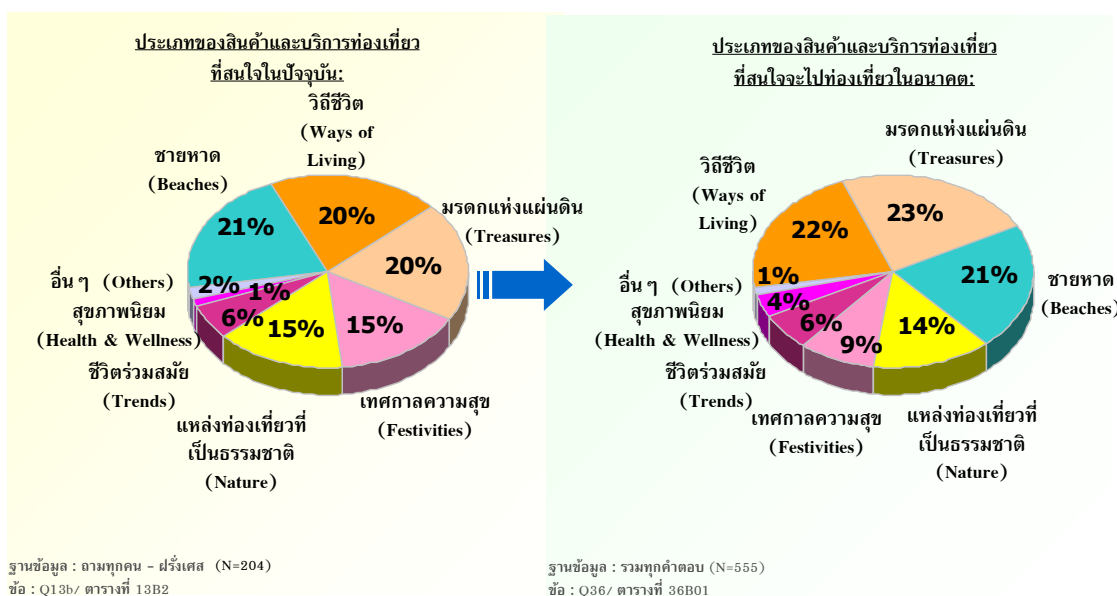 ประเภทของสินค้าและบริการท่องเที่ยว
ที่สนใจในปัจจุบัน:
วิถีชีวิต
(Ways of
Living)
ชายหาด
(Beaches)
มรดกแห่งแผ่นดิน
(Treasures)
20%
21%
20%
2%
1%
6%
15%
15%
อื่นๆ (Others)
สุขภาพนิยม
(Health & Wellness)
ชีวิตร่วมสมัย
(Trends)
แหล่งท่องเที่ยวที่
เป็นธรรมชาติ
(Nature)
เทศกาลความสุข
(Festivities)
ฐานข้อมูล : ถามทุกคน - ฝรั่งเศส (N=204)
ข้อ : Q13b/ ตารางที่ 13B2
ประเภทของสินค้าและบริการท่องเที่ยว
ที่สนใจจะไปท่องเที่ยวในอนาคต:
มรดกแห่งแผ่นดิน
(Treasures)
วิถีชีวิต
(Ways of
Living)
23%
22%
21%
1%
4%
6%
9%
14%
ชายหาด
(Beaches)
อื่นๆ (Others)
สุขภาพนิยม
(Health & Wellness)
ชีวิตร่วมสมัย
(Trends)
เทศกาลความสุข
(Festivities)
แหล่งท่องเที่ยวที่
เป็นธรรมชาติ
(Nature)
ฐานข้อมูล : รวมทุกคำตอบ (N=555)
ข้อ : Q36/ ตารางที่ 36B01